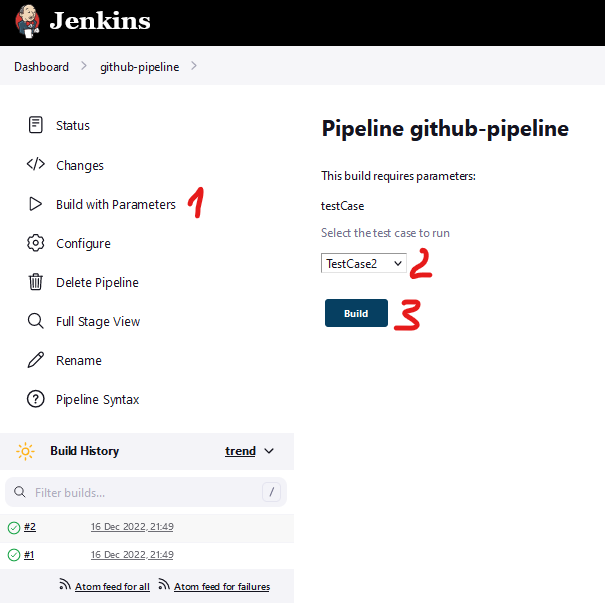 Jenkins
Dashboard github-pipeline
Status
Changes
Build with Parameters 1
Configure
Delete Pipeline
Full Stage View
Rename
Pipeline Syntax
Pipeline github-pipeline
This build requires parameters:
testCase
Select the test case to run
TestCase2 2
Build 3
Build History trend
Filter builds... /
#2 16 Dec 2022, 21:49
#1 16 Dec 2022, 21:49
Atom feed for all Atom feed for failures